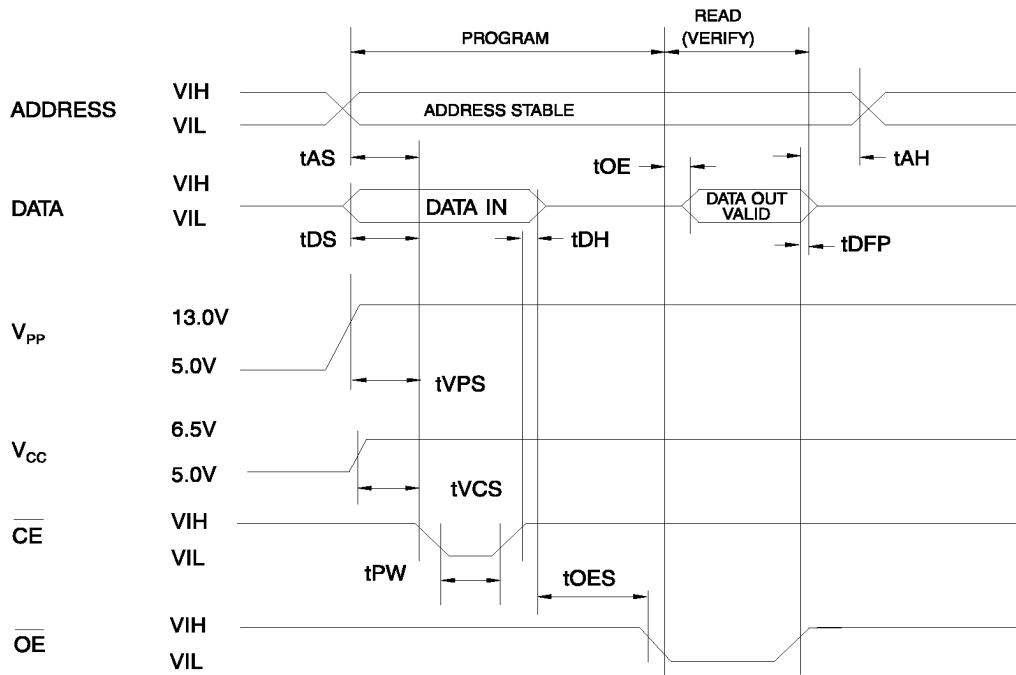 READ
PROGRAM
(VERIFY)
ADDRESS
VIH
VIL
ADDRESS STABLE
tAS
tOE
tAH
DATA
VIH
VIL
DATA IN
DATA OUT
VALID
tDS
tDH
tDFP
VPP
13.0V
5.0V
tVPS
VCC
6.5V
5.0V
tVCS
CE
VIH
VIL
tPW
tOES
OE
VIH
VIL